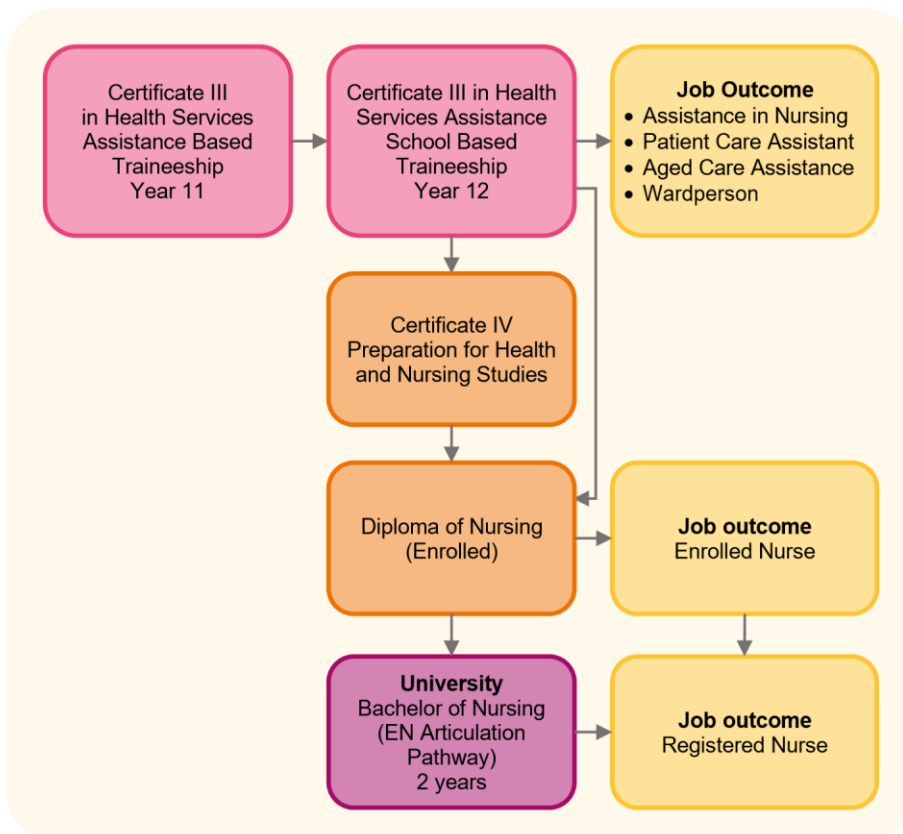 Certificate III
in Health Services
Assistance Based
Traineeship
Year 11
Certificate III in Health
Services Assistance
School Based
Traineeship
Year 12
Job Outcome
• Assistance in Nursing
• Patient Care Assistant
• Aged Care Assistance
• Wardperson
Certificate IV
Preparation for Health
and Nursing Studies
Diploma of Nursing
(Enrolled)
Job outcome
Enrolled Nurse
University
Bachelor of Nursing
(EN Articulation
Pathway)
2 years
Job outcome
Registered Nurse